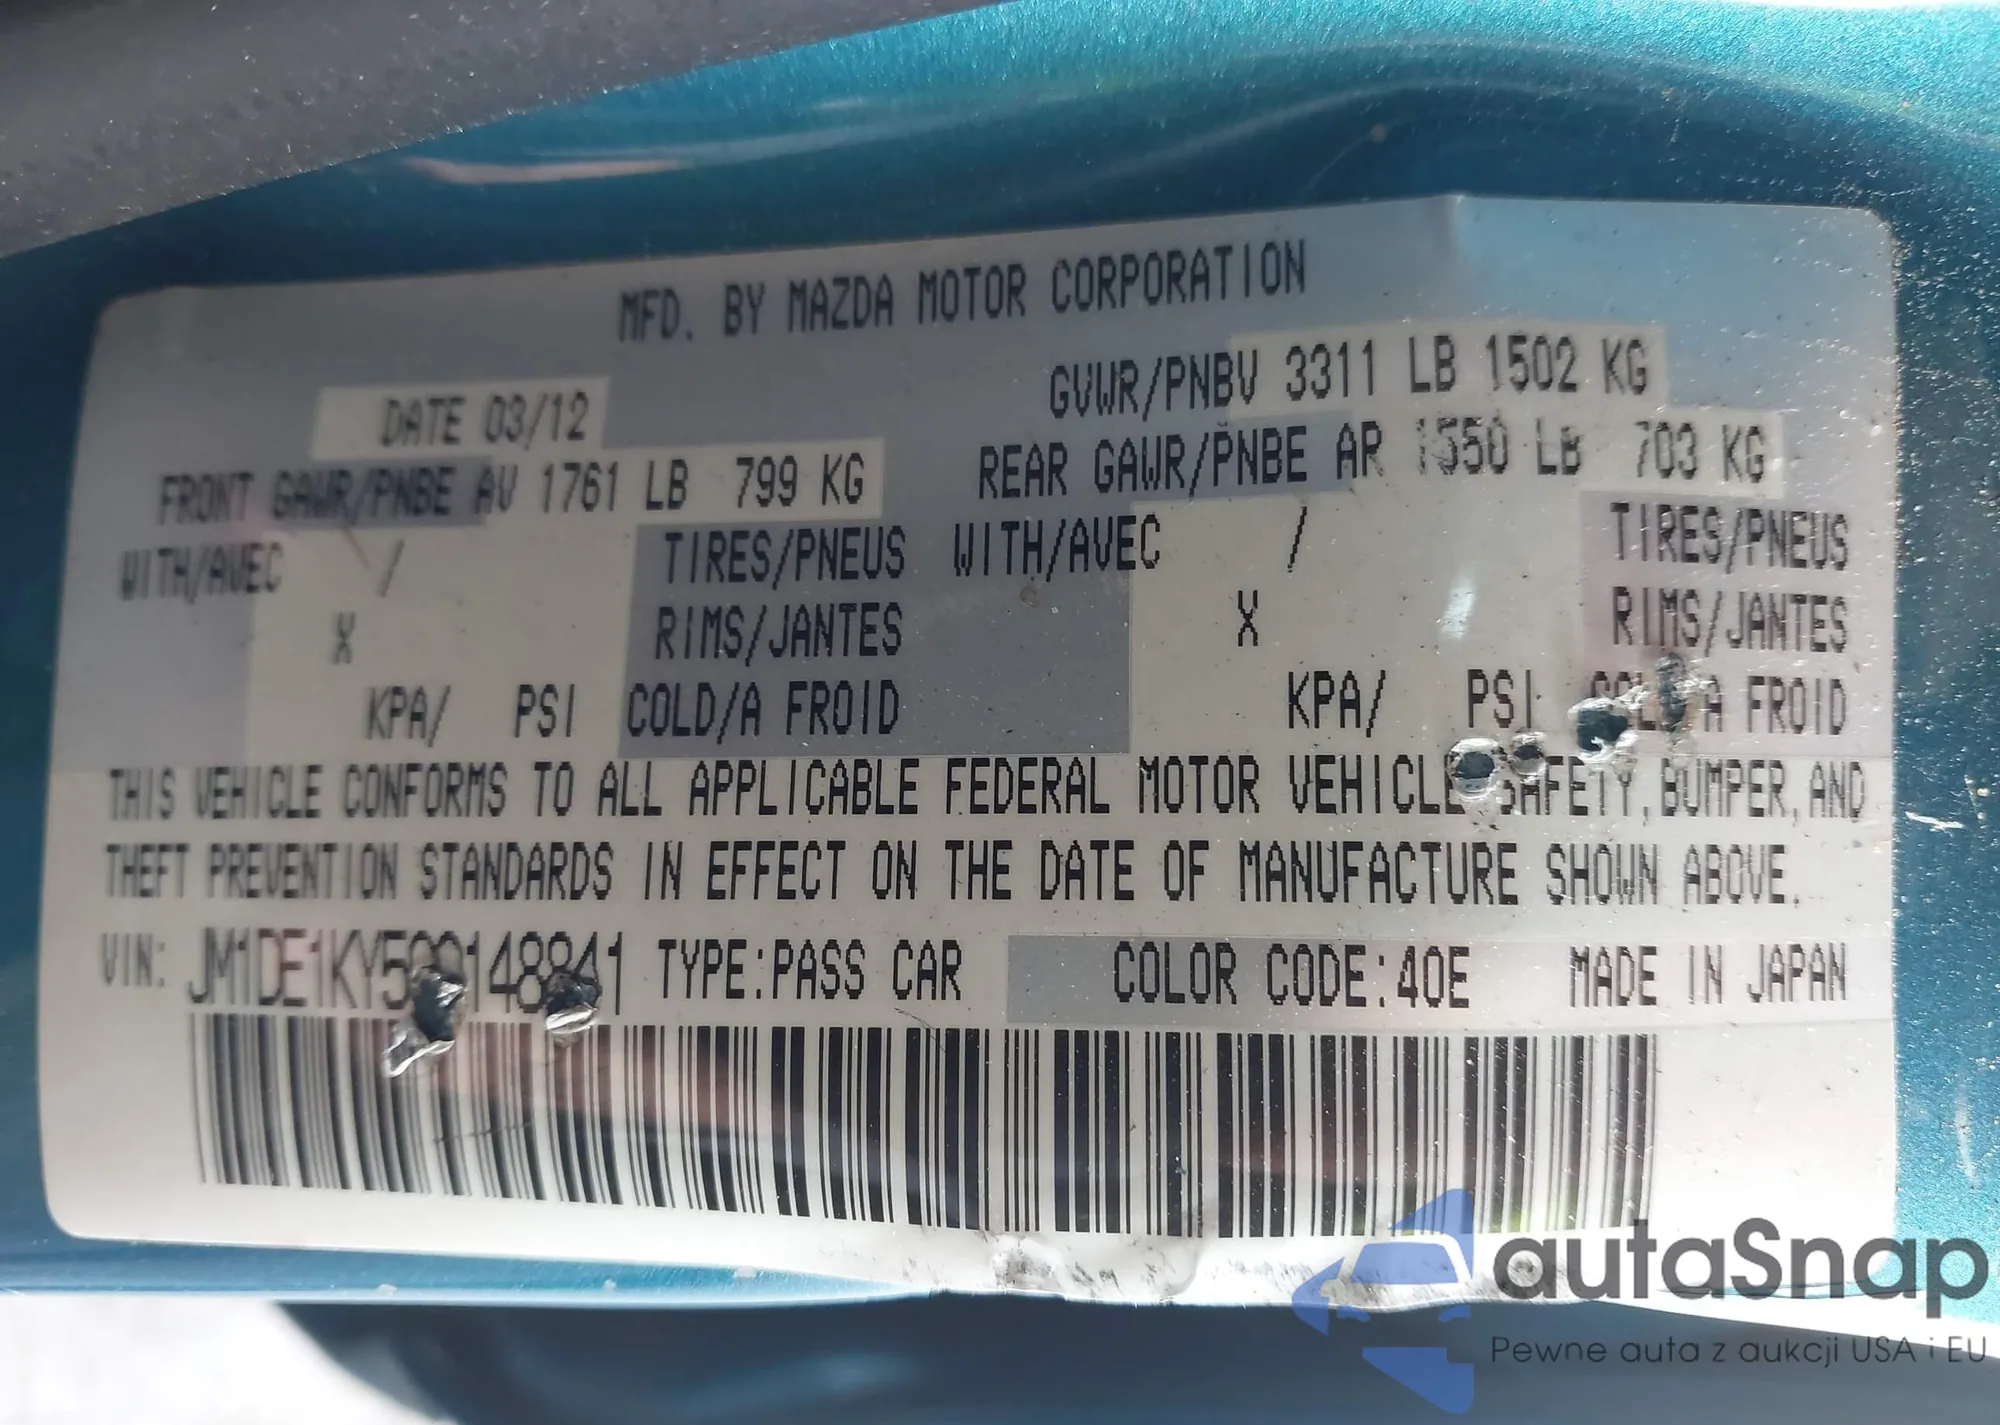 MFD. BY MAZDA MOTOR CORPORATION
DATE 03/12 GVWR/PNBV 3311 LB 1502 KG
FRONT GAWR/PNBE AV 1761 LB 799 KG REAR GAWR/PNBE AR 1550 LB 703 KG
WITH/AVEC / TIRES/PNEUS WITH/AVEC / TIRES/PNEUS
X RIMS/JANTES X RIMS/JANTES
KPA/ PSI COLD/A FROID KPA/ PSI COLD/A FROID
THIS VEHICLE CONFORMS TO ALL APPLICABLE FEDERAL MOTOR VEHICLE SAFETY, BUMPER, AND
THEFT PREVENTION STANDARDS IN EFFECT ON THE DATE OF MANUFACTURE SHOWN ABOVE.
VIN: JM1DE1KY5C0148841 TYPE:PASS CAR COLOR CODE:40E MADE IN JAPAN
autaSnap
Pewne auta z aukcji USA i EU